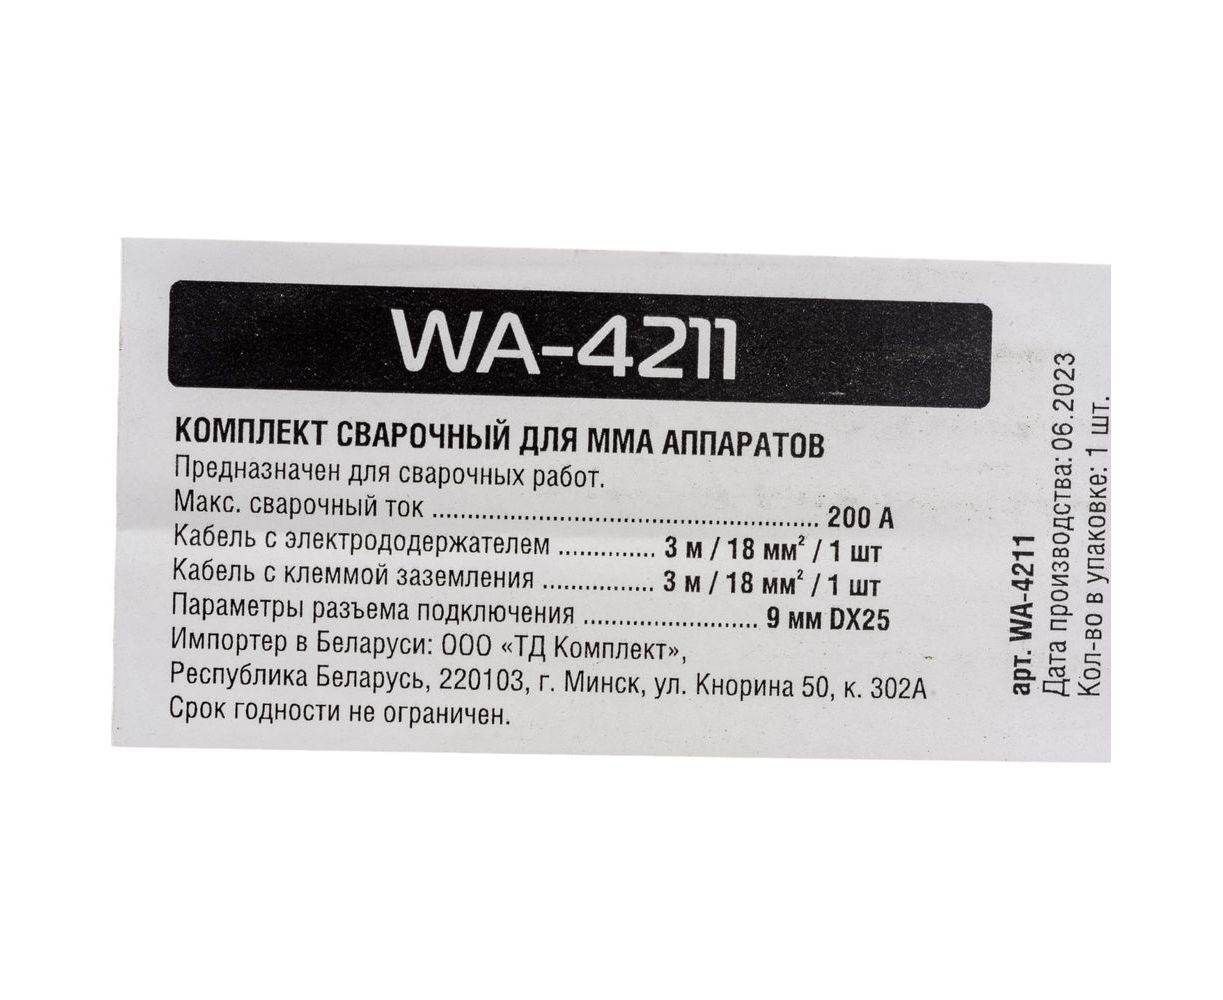 WA-4211
КОМПЛЕКТ СВАРОЧНЫЙ ДЛЯ ММА АППАРАТОВ
Предназначен для сварочных работ.
Макс. сварочный ток ........................................................ 200 А
Кабель с электрододержателем .............. 3 м / 18 мм² / 1 шт
Кабель с клеммой заземления ................ 3 м / 18 мм² / 1 шт
Параметры разъема подключения ......................... 9 мм DX25
Импортер в Беларуси: ООО «ТД Комплект»,
Республика Беларусь, 220103, г. Минск, ул. Кнорина 50, к. 302А
Срок годности не ограничен.
арт. WA-4211
Дата производства: 06.2023
Кол-во в упаковке: 1 шт.